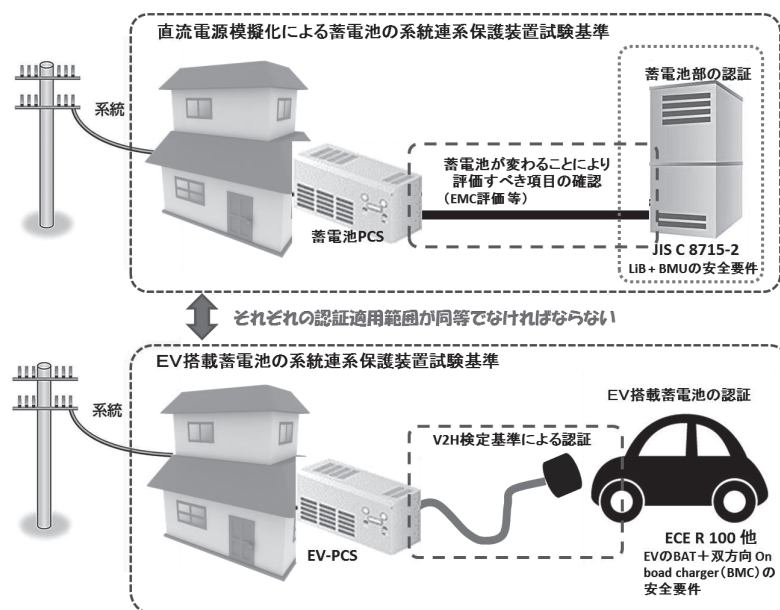 直流電源模擬化による蓄電池の系統連系保護装置試験基準
蓄電池部の認証
系統
蓄電池が変わることにより
評価すべき項目の確認
(EMC評価 等)
蓄電池PCS
JIS C 8715-2
LiB + BMUの安全要件
それぞれの認証適用範囲が同等でなければならない
EV搭載蓄電池の系統連系保護装置試験基準
EV搭載蓄電池の認証
系統
V2H検定基準による認証
EV-PCS
ECE R 100 他
EVのBAT＋双方向 On
boad charger(BMC)の
安全要件